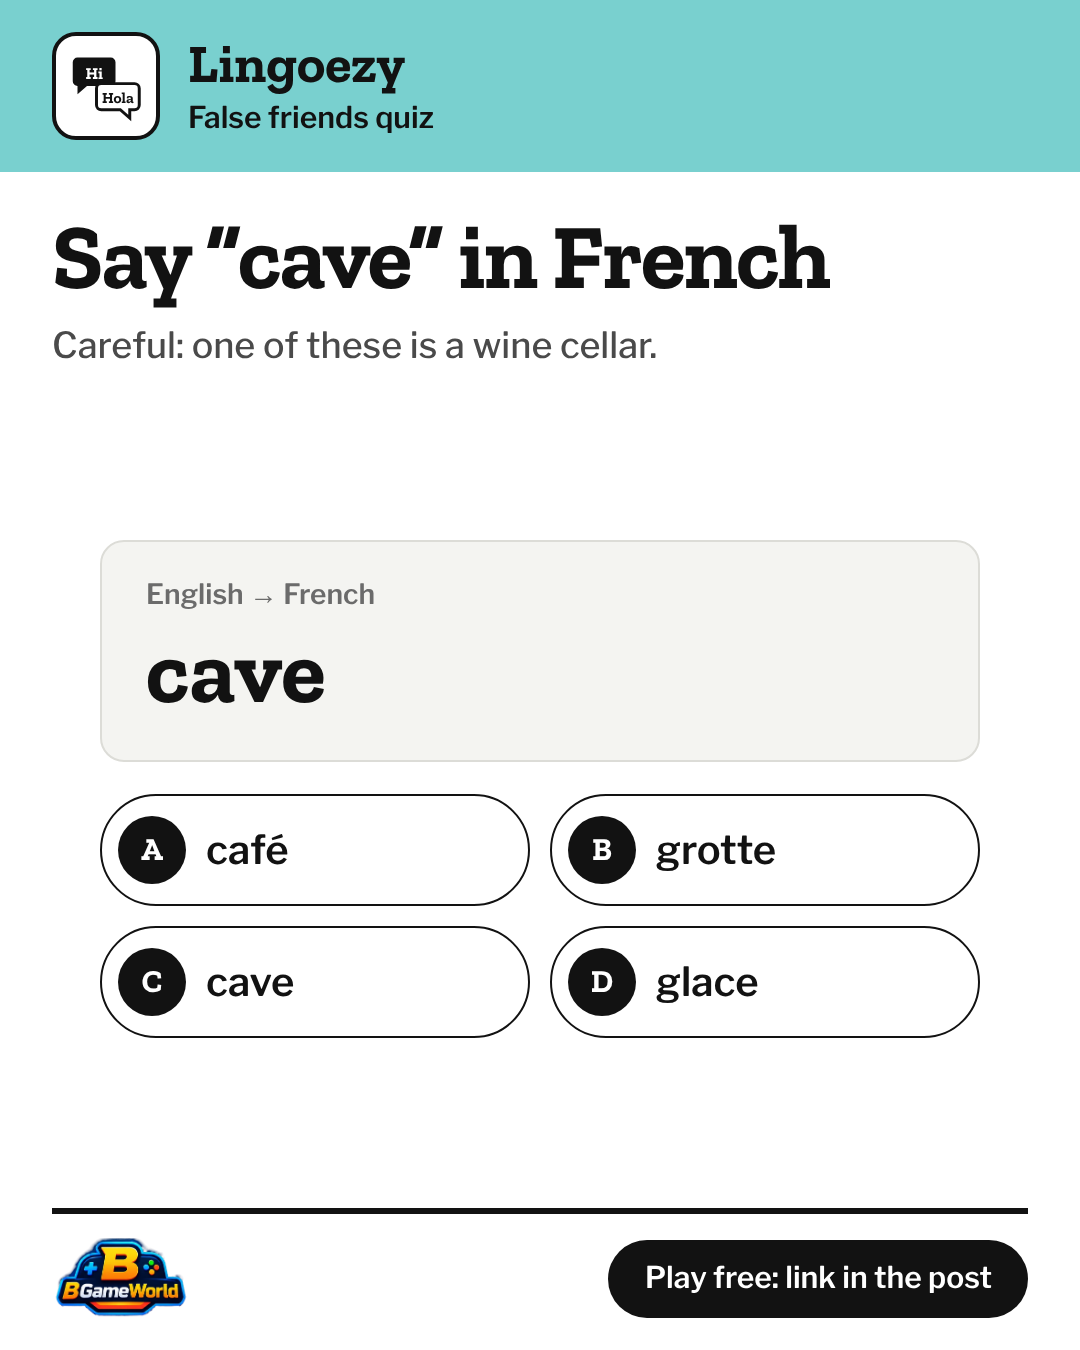 Hi
Hola
Lingoezy
False friends quiz
Say "cave" in French
Careful: one of these is a wine cellar.
English → French
cave
A café
B grotte
C cave
D glace
B
BGameWorld
Play free: link in the post